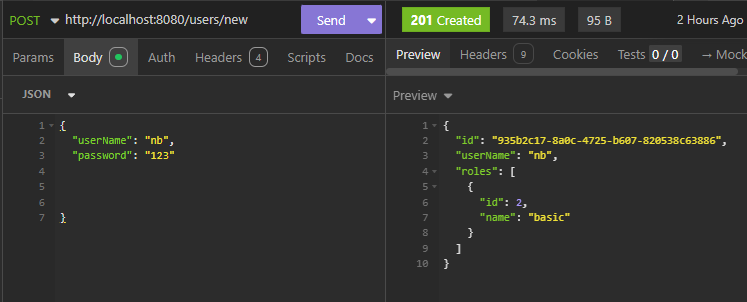 POST http://localhost:8080/users/new Send 201 Created 74.3 ms 95 B 2 Hours Ago
Params Body Auth Headers 4 Scripts Docs Preview Headers 9 Cookies Tests 0 / 0 → Mock
JSON Preview
1 {
2 "userName": "nb",
3 "password": "123"
4
5
6
7 }
1 {
2 "id": "935b2c17-8a0c-4725-b607-820538c63886",
3 "userName": "nb",
4 "roles": [
5 {
6 "id": 2,
7 "name": "basic"
8 }
9 ]
10 }